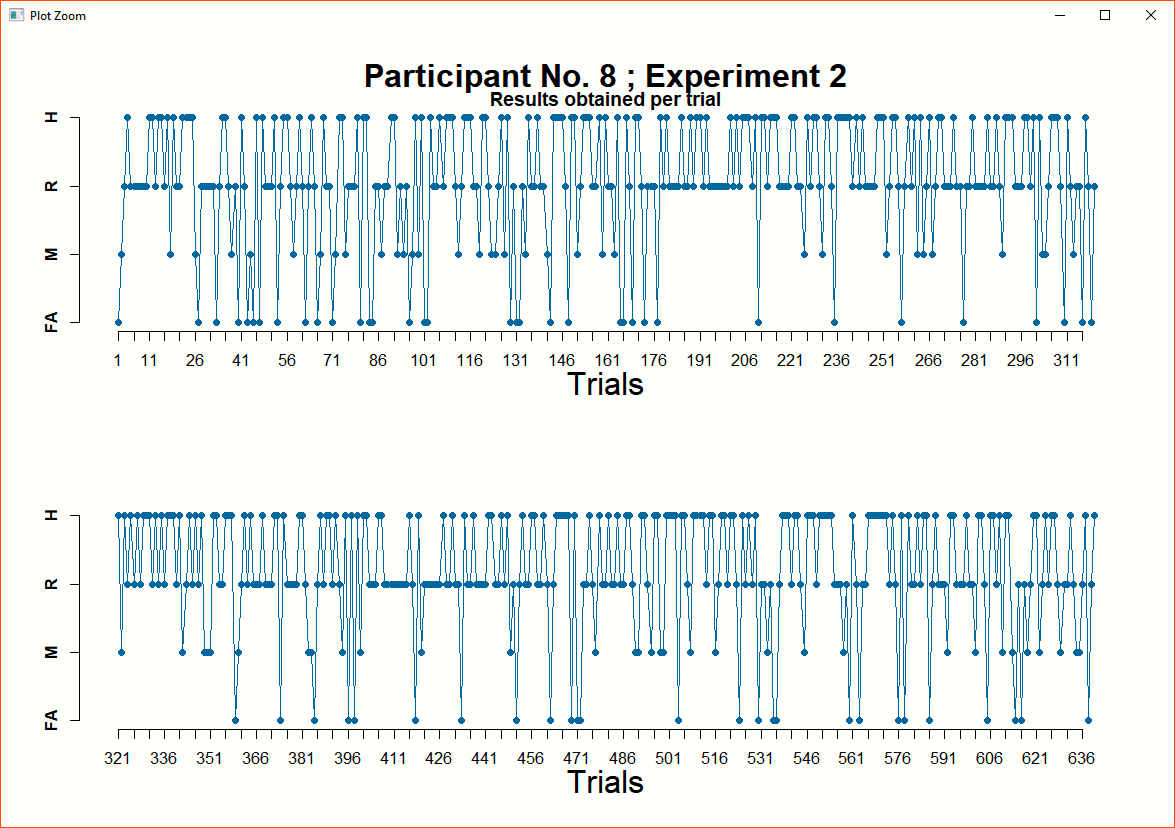 Plot Zoom
Participant No. 8 ; Experiment 2
Results obtained per trial
H
R
M
FA
1 11 26 41 56 71 86 101 116 131 146 161 176 191 206 221 236 251 266 281 296 311
Trials
H
R
M
FA
321 336 351 366 381 396 411 426 441 456 471 486 501 516 531 546 561 576 591 606 621 636
Trials